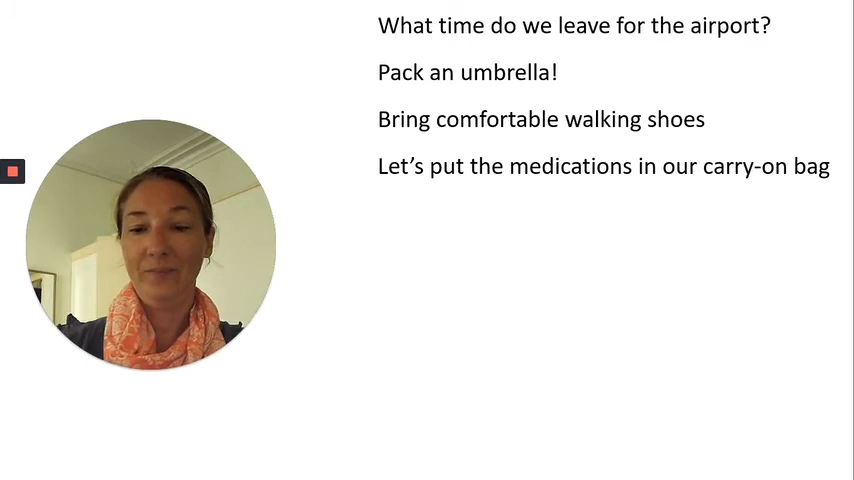 What time do we leave for the airport?
Pack an umbrella!
Bring comfortable walking shoes
Let’s put the medications in our carry-on bag